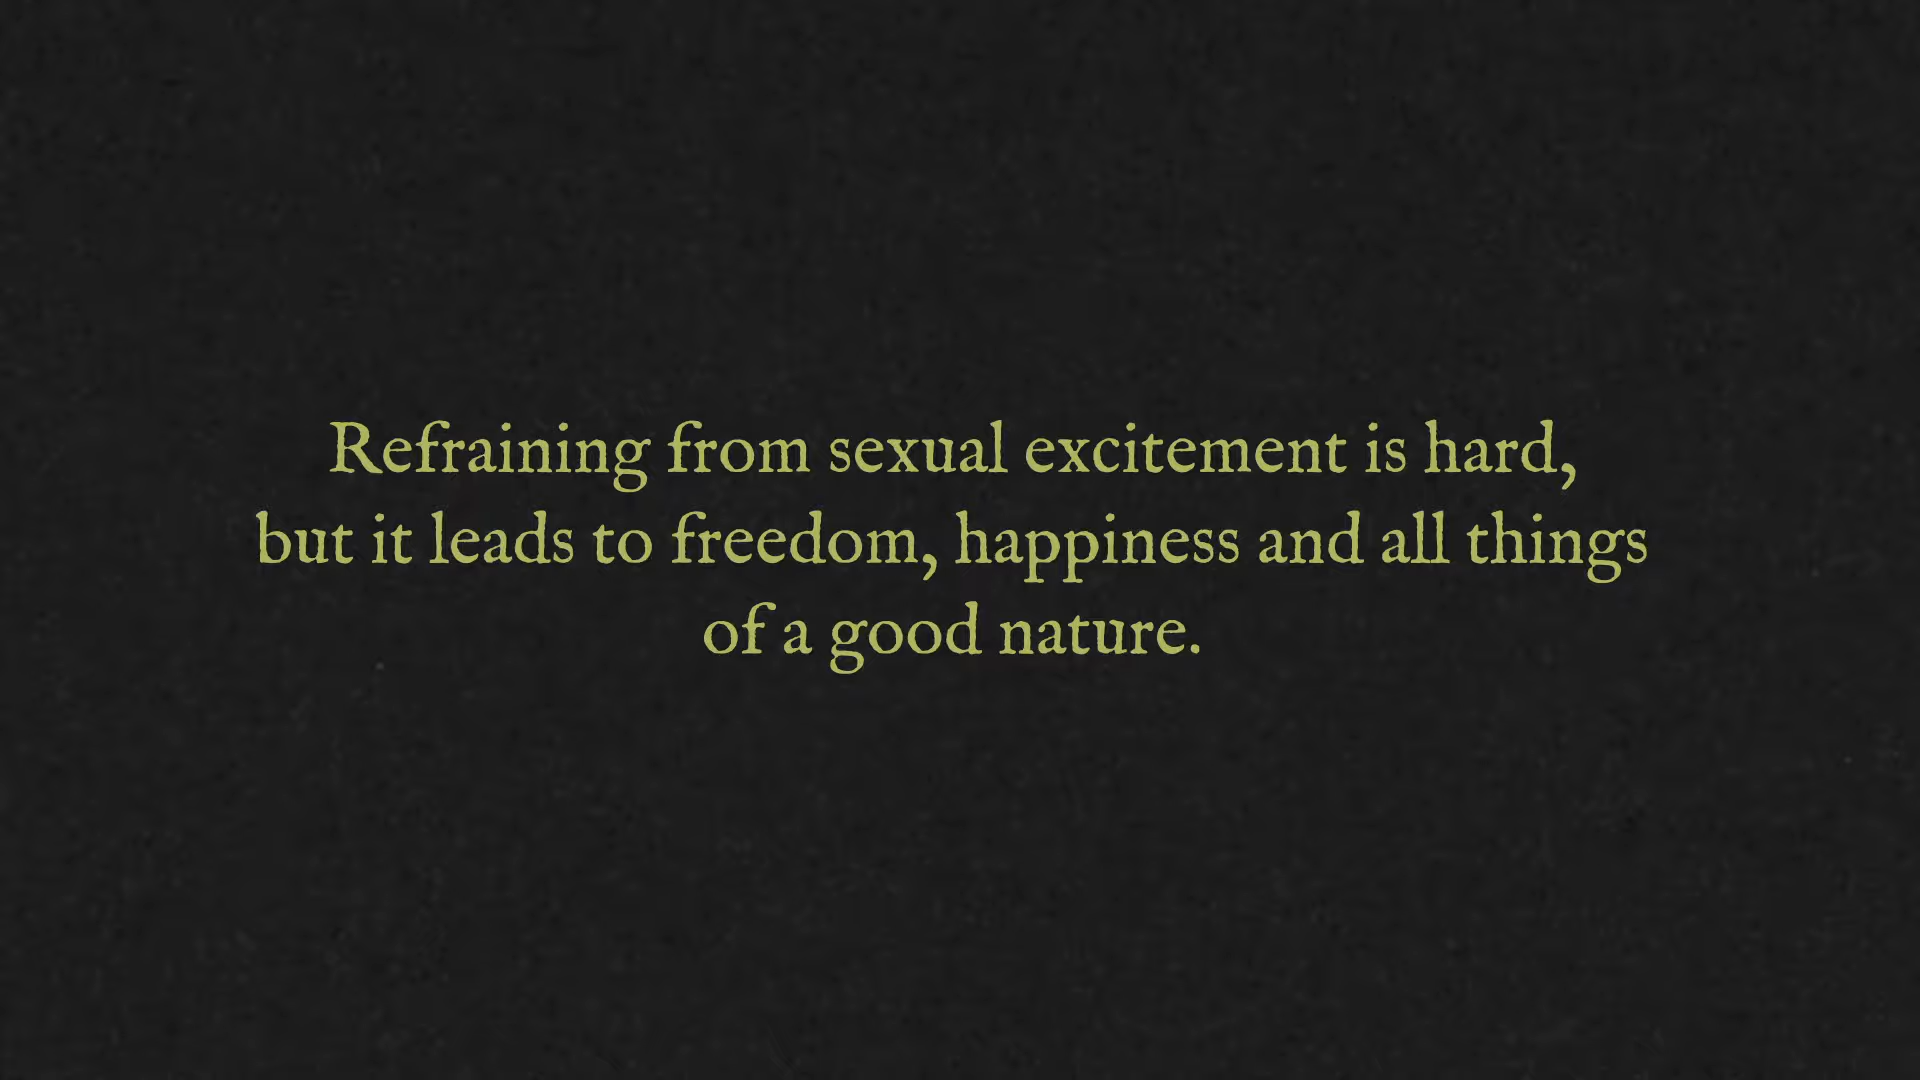 Refraining from sexual excitement is hard,
but it leads to freedom, happiness and all things
of a good nature.